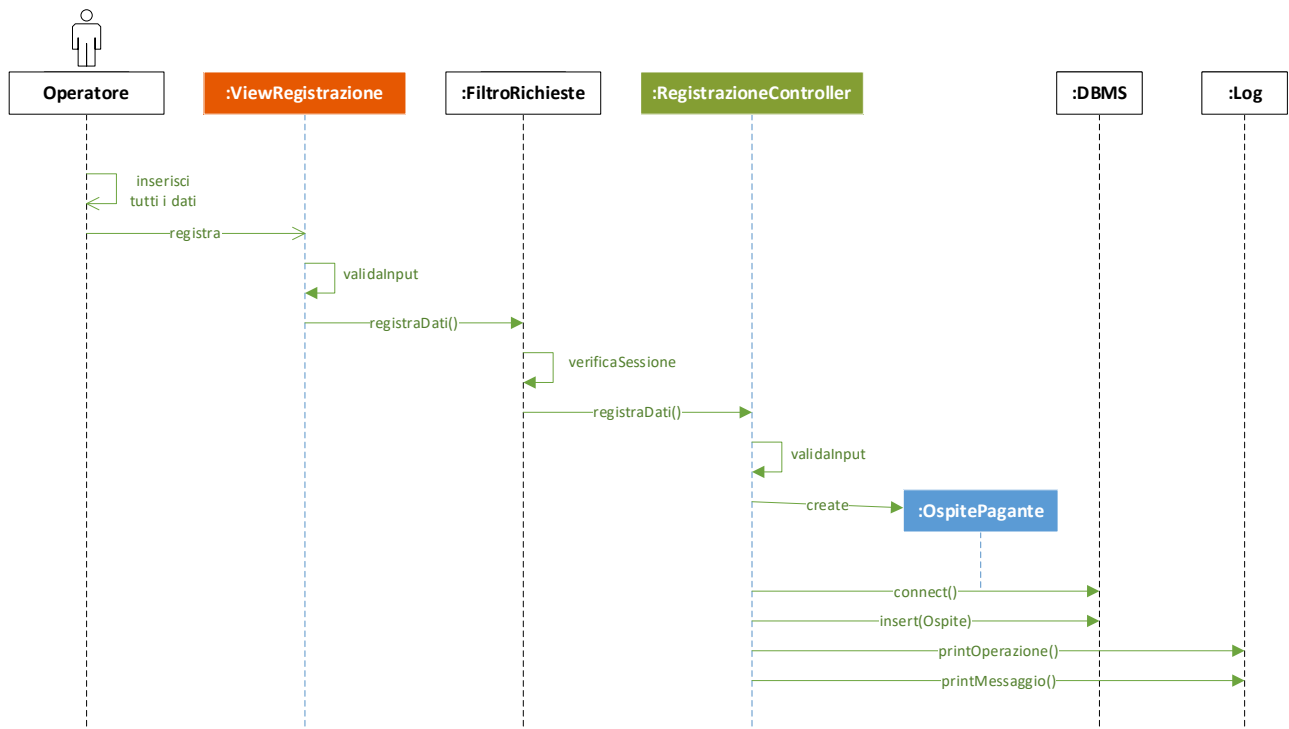 Operatore
:ViewRegistrazione
:FiltroRichieste
:RegistrazioneController
:DBMS
:Log
inserisci
tutti i dati
registra
validaInput
registraDati()
verificaSessione
registraDati()
validaInput
create
:OspitePagante
connect()
insert(Ospite)
printOperazione()
printMessaggio()